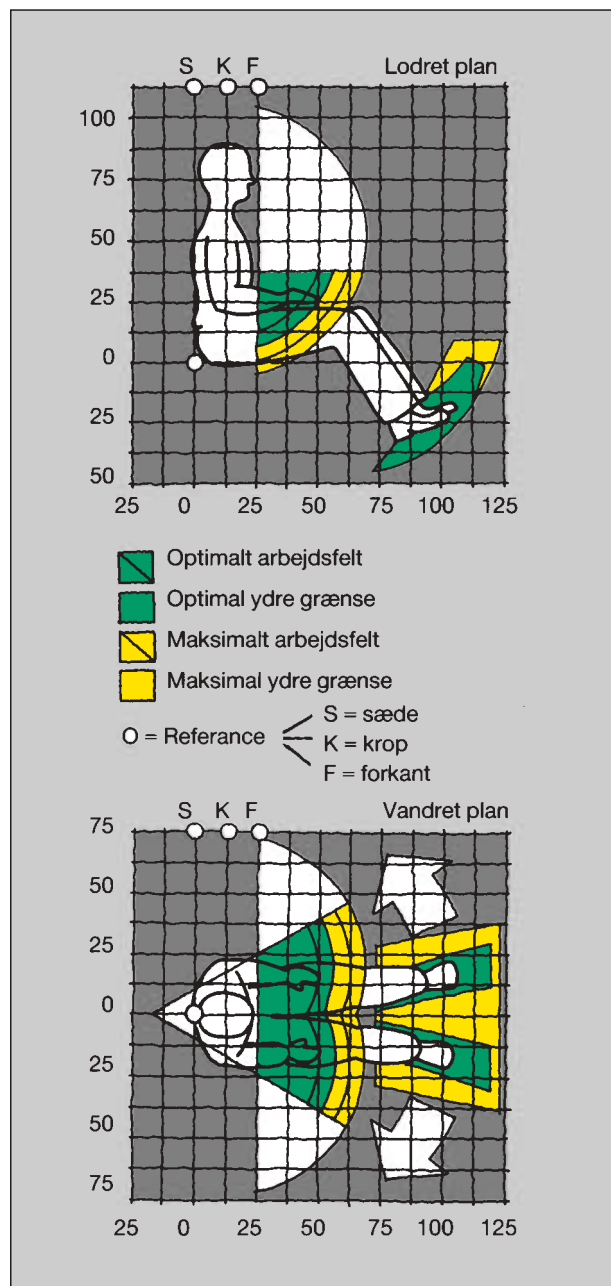 S K F Lodret plan
100
75
50
25
0
25
50
25 0 25 50 75 100 125
Optimalt arbejdsfelt
Optimal ydre grænse
Maksimalt arbejdsfelt
Maksimal ydre grænse
= Referance
S = sæde
K = krop
F = forkant
S K F Vandret plan
75
50
25
0
25
50
75
25 0 25 50 75 100 125